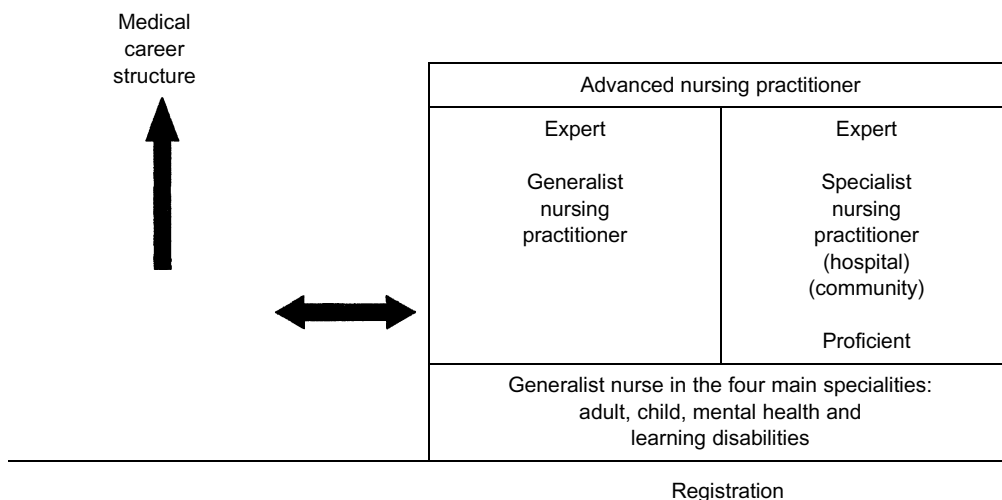 Medical
career
structure
Advanced nursing practitioner
Expert
Generalist
nursing
practitioner
Expert
Specialist
nursing
practitioner
(hospital)
(community)
Proficient
Generalist nurse in the four main specialities:
adult, child, mental health and
learning disabilities
Registration